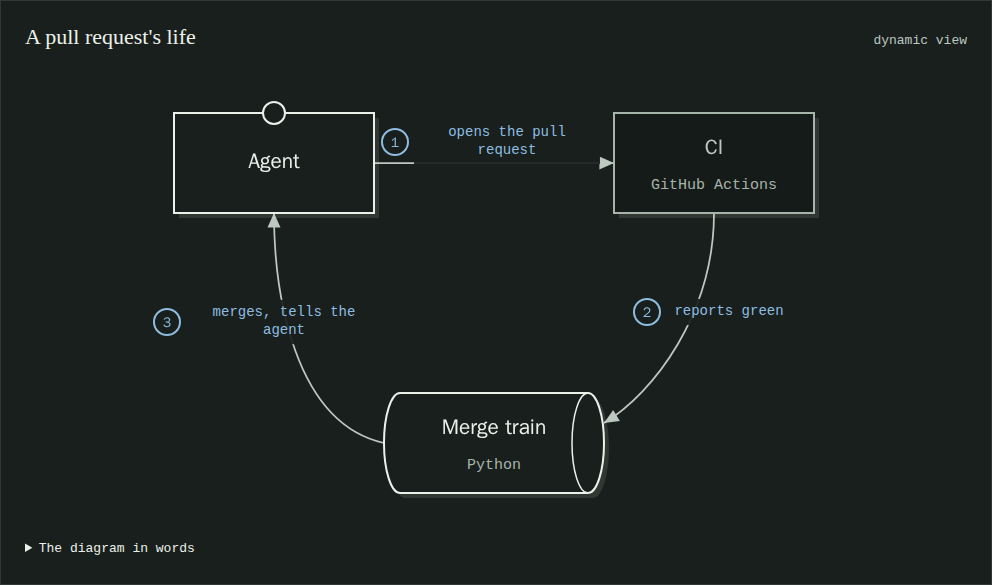 A pull request's life
dynamic view
Agent
1
opens the pull
request
CI
GitHub Actions
3
merges, tells the
agent
2
reports green
Merge train
Python
The diagram in words